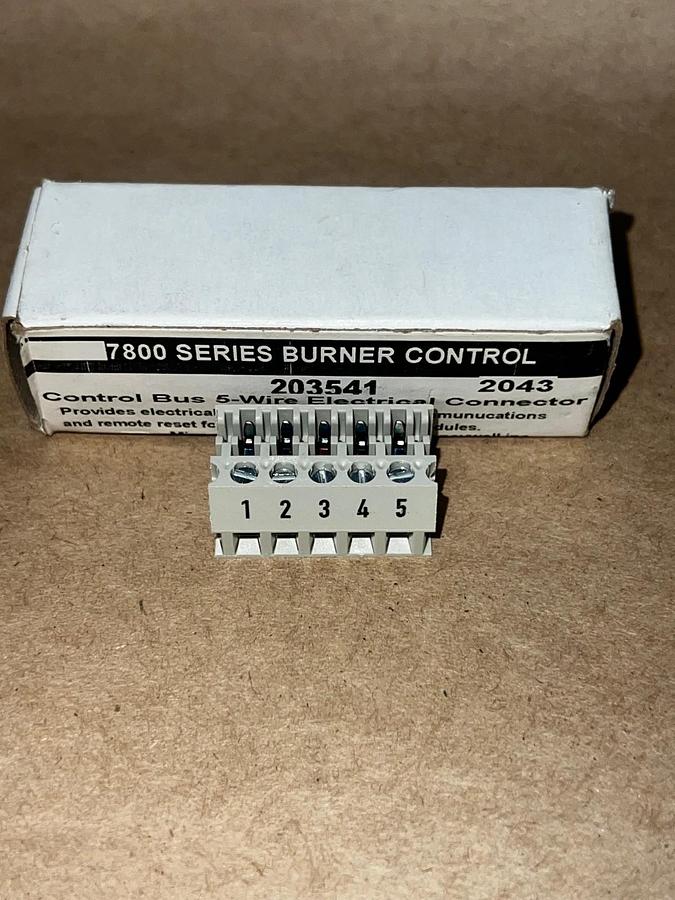 7800 SERIES BURNER CONTROL
203541 2043
Control Bus 5-Wire Electrical Connector
Provides electrical munucations
and remote reset dules.
1 2 3 4 5